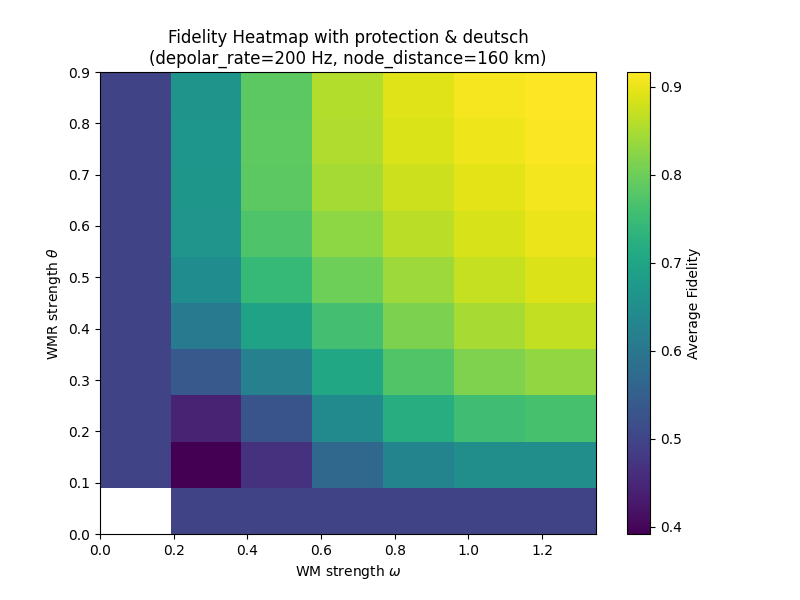 Fidelity Heatmap with protection & deutsch
(depolar_rate=200 Hz, node_distance=160 km)
0.9
0.8
0.7
0.6
0.5
0.4
0.3
0.2
0.1
0.0
WMR strength θ
0.0 0.2 0.4 0.6 0.8 1.0 1.2
WM strength ω
0.9
0.8
0.7
0.6
0.5
0.4
Average Fidelity